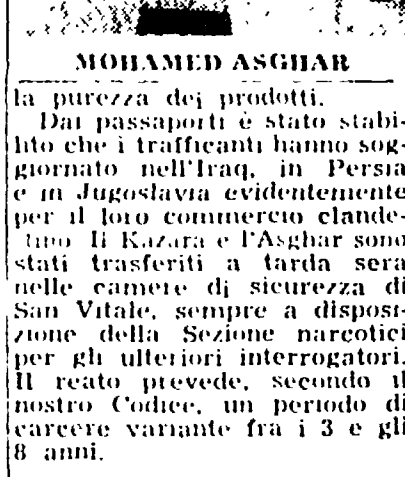 MOHAMED ASGHAR
la purezza dei prodotti.
Dai passaporti è stato stabi-
lito che i trafficanti hanno sog-
giornato nell'Iraq, in Persia
e in Jugoslavia evidentemente
per il loro commercio clande-
tino Il Kazara e l'Asghar sono
stati trasferiti a tarda sera
nelle camere di sicurezza di
San Vitale, sempre a disposi-
zione della Sezione narcotici
per gli ulteriori interrogatori.
Il reato prevede, secondo il
nostro Codice, un periodo di
carcere variante fra i 3 e gli
8 anni.